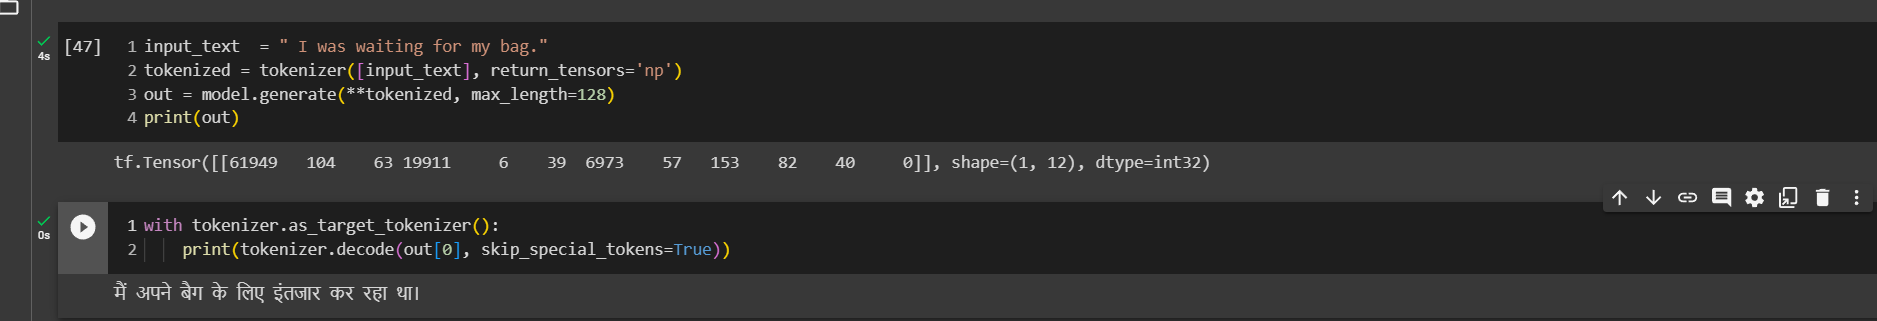 [47]
4s
1 input_text  = " I was waiting for my bag."
2 tokenized = tokenizer([input_text], return_tensors='np')
3 out = model.generate(**tokenized, max_length=128)
4 print(out)
tf.Tensor([[61949   104    63 19911     6    39  6973    57   153    82    40     0]], shape=(1, 12), dtype=int32)
0s
1 with tokenizer.as_target_tokenizer():
2     print(tokenizer.decode(out[0], skip_special_tokens=True))
मैं अपने बैग के लिए इंतजार कर रहा था।